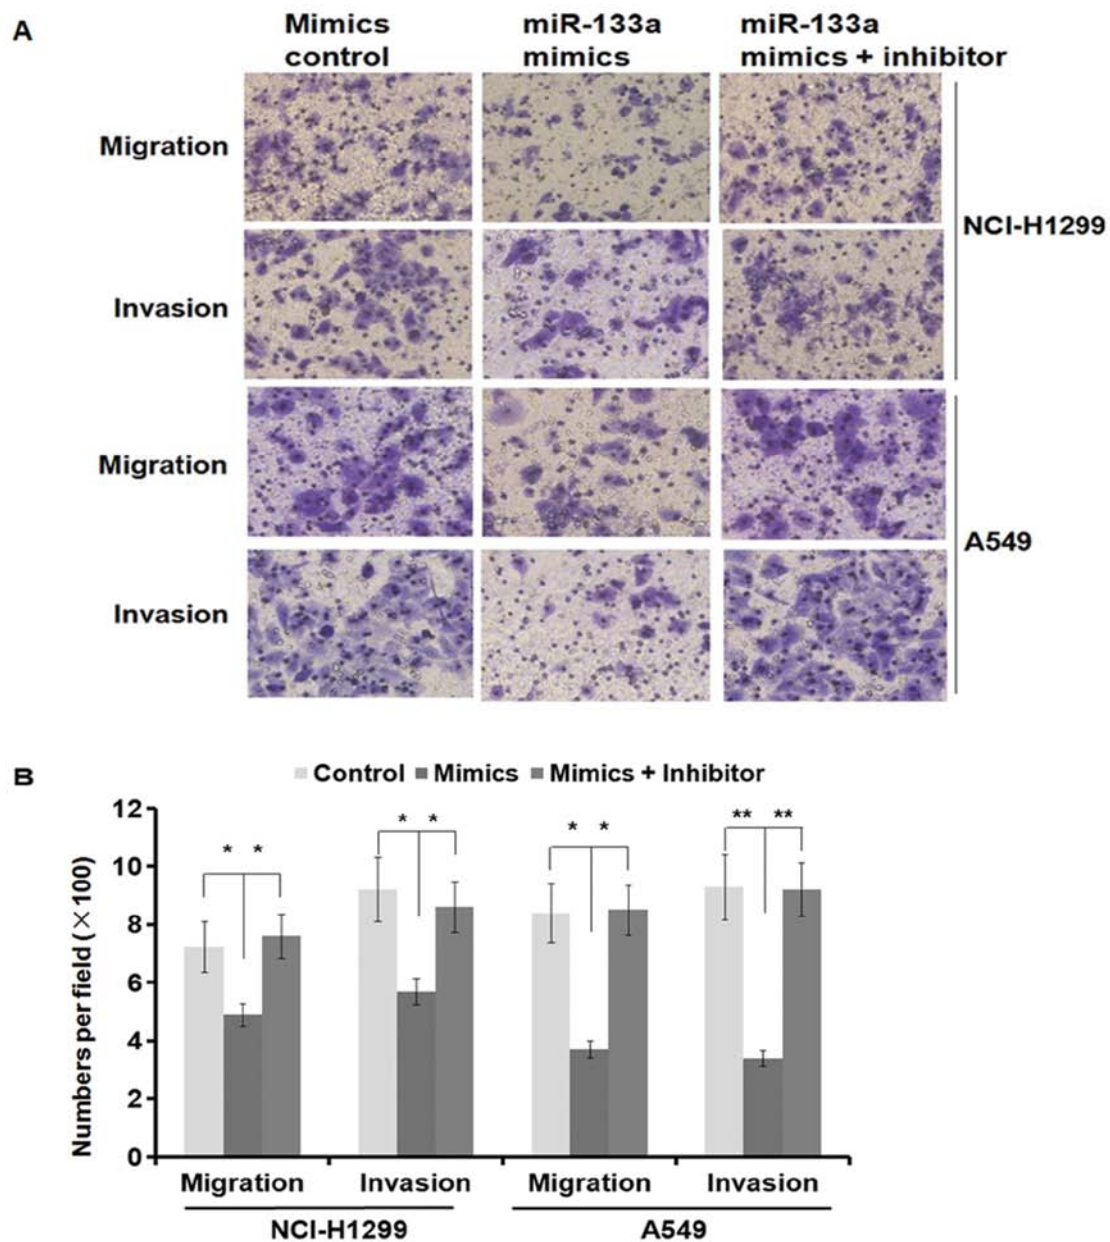 A
Mimics control
miR-133a mimics
miR-133a mimics + inhibitor
Migration
Invasion
NCI-H1299
Migration
Invasion
A549
B
Control Mimics Mimics + Inhibitor
Numbers per field (×100)
12
10
8
6
4
2
0
* *
* *
* *
** **
Migration Invasion Migration Invasion
NCI-H1299 A549